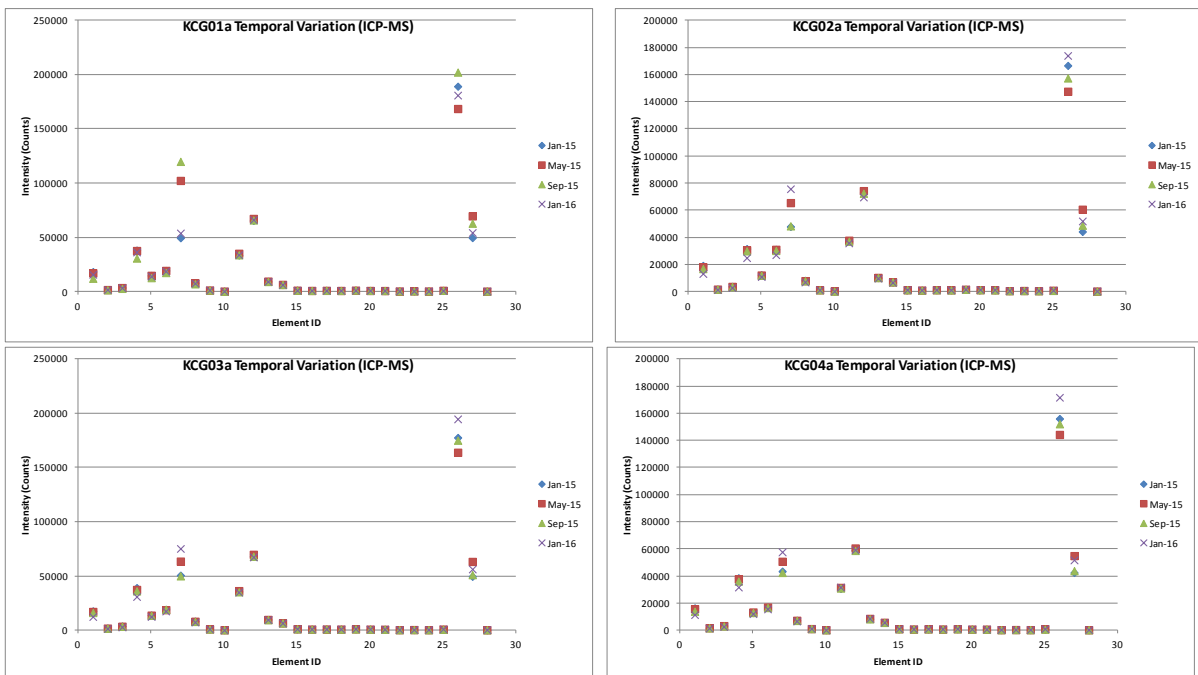 KCG01a Temporal Variation (ICP-MS)
250000
200000
150000
100000
50000
0
Intensity (Counts)
0 5 10 15 20 25 30
Element ID
Jan-15
May-15
Sep-15
Jan-16
KCG02a Temporal Variation (ICP-MS)
200000
180000
160000
140000
120000
100000
80000
60000
40000
20000
0
Intensity (Counts)
0 5 10 15 20 25 30
Element ID
Jan-15
May-15
Sep-15
Jan-16
KCG03a Temporal Variation (ICP-MS)
250000
200000
150000
100000
50000
0
Intensity (Counts)
0 5 10 15 20 25 30
Element ID
Jan-15
May-15
Sep-15
Jan-16
KCG04a Temporal Variation (ICP-MS)
200000
180000
160000
140000
120000
100000
80000
60000
40000
20000
0
Intensity (Counts)
0 5 10 15 20 25 30
Element ID
Jan-15
May-15
Sep-15
Jan-16